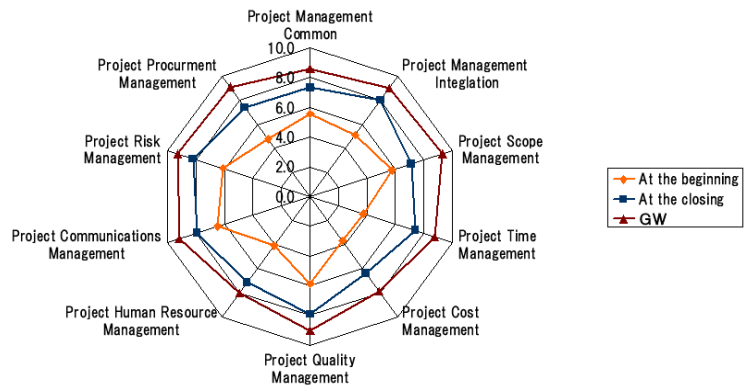 Project Management
Common
10.0
8.0
6.0
4.0
2.0
0.0
Project Management
Integlation
Project Scope
Management
Project Time
Management
Project Cost
Management
Project Quality
Management
Project Human Resource
Management
Project Communications
Management
Project Risk
Management
Project Procurment
Management
At the beginning
At the closing
GW